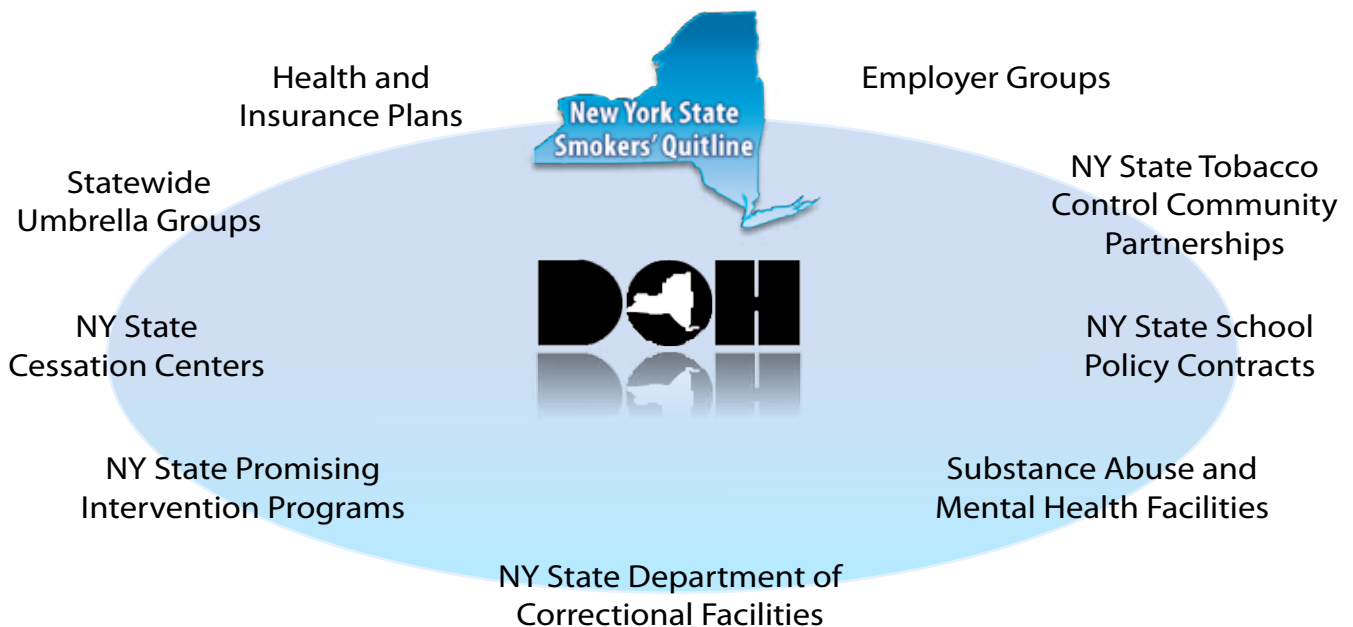 Health and
Insurance Plans
New York State
Smokers' Quitline
Employer Groups
Statewide
Umbrella Groups
NY State Tobacco
Control Community
Partnerships
DOH
NY State
Cessation Centers
NY State School
Policy Contracts
NY State Promising
Intervention Programs
Substance Abuse and
Mental Health Facilities
NY State Department of
Correctional Facilities